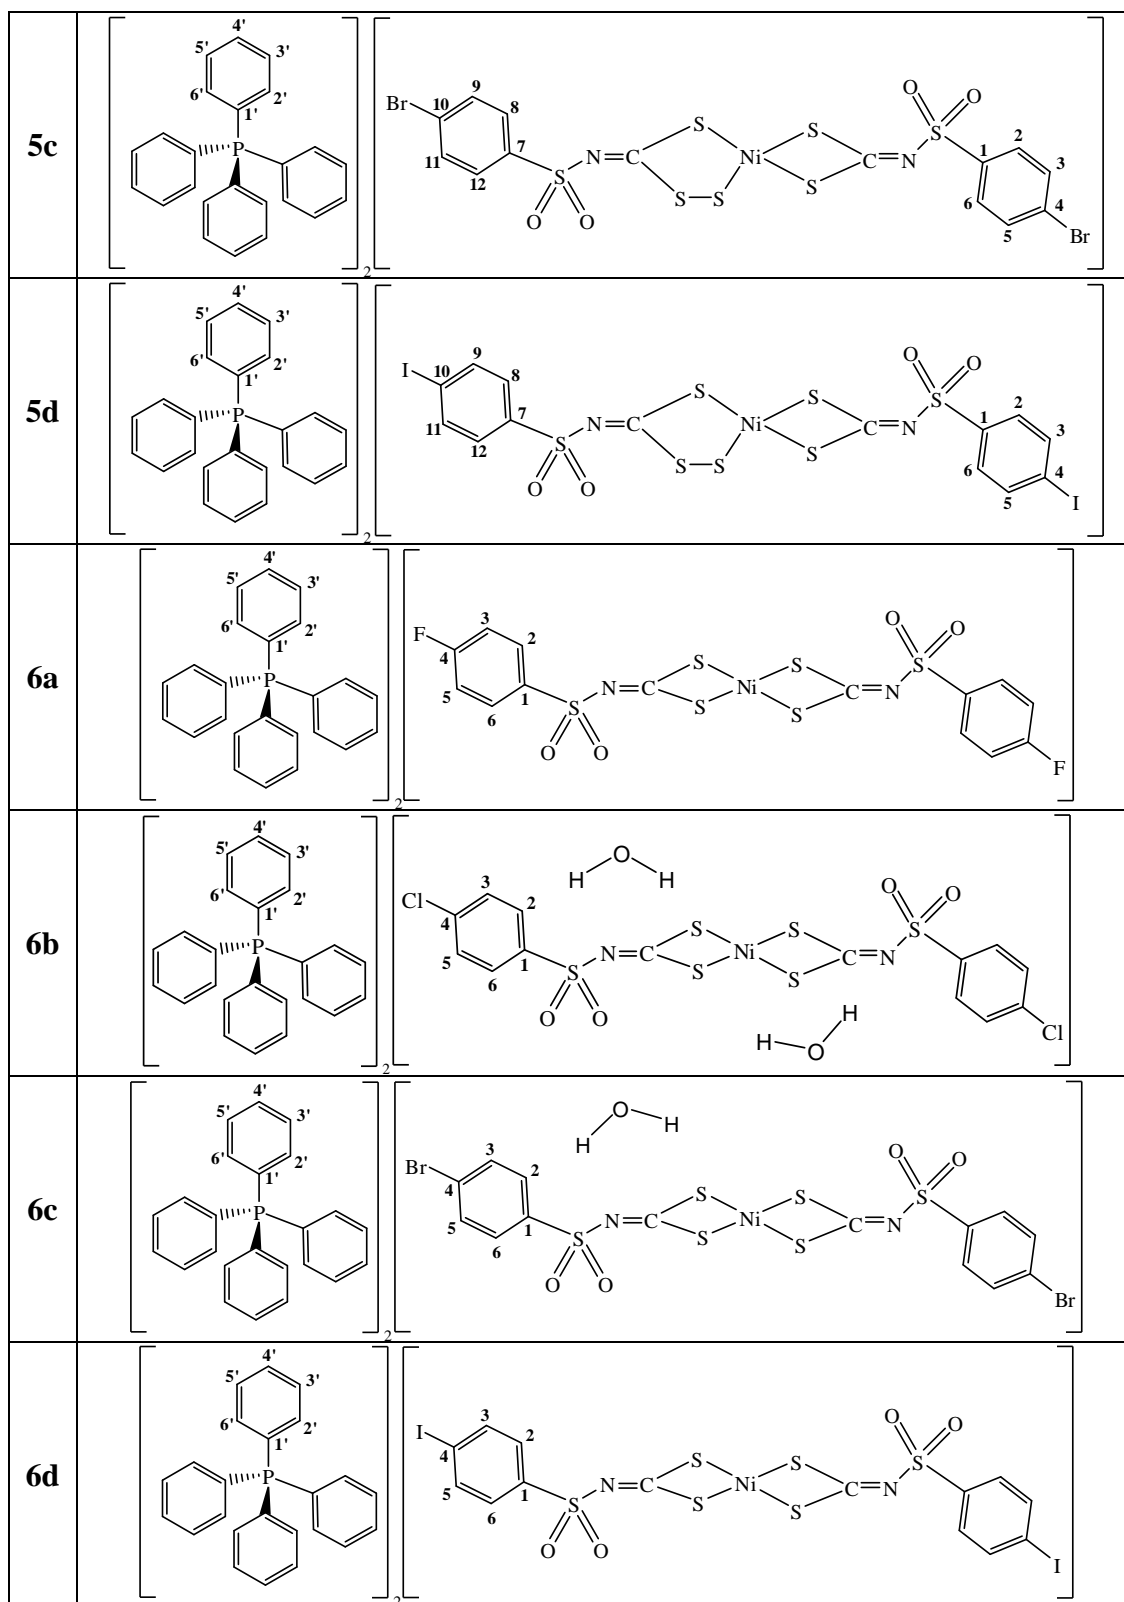 5c
4'
5' 3'
6' 2'
1'
P
2
Br 10 9 8 7 11 12
S O O N C S S S Ni S S C N
O O S
1 2 3 4 5 6 Br
5d
4'
5' 3'
6' 2'
1'
P
2
I 10 9 8 7 11 12
S O O N C S S S Ni S S C N
O O S
1 2 3 4 5 6 I
6a
4'
5' 3'
6' 2'
1'
P
2
F 4 3 2 1 5 6
S O O N C S S Ni S S C N
O O S
F
6b
4'
5' 3'
6' 2'
1'
P
2
H O H
Cl 4 3 2 1 5 6
S O O N C S S Ni S S C N
O O S
Cl
H O H
6c
4'
5' 3'
6' 2'
1'
P
2
H O H
Br 4 3 2 1 5 6
S O O N C S S Ni S S C N
O O S
Br
6d
4'
5' 3'
6' 2'
1'
P
2
I 4 3 2 1 5 6
S O O N C S S Ni S S C N
O O S
I